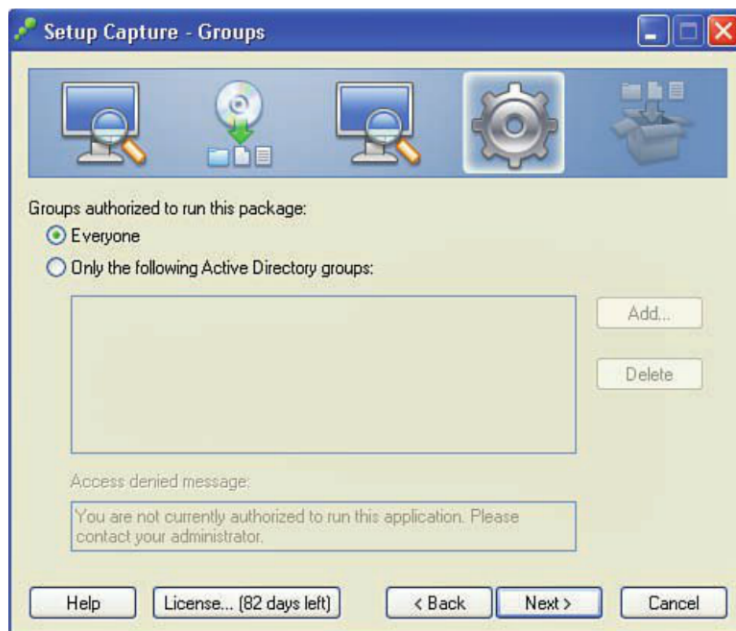 Setup Capture - Groups
Groups authorized to run this package:
Everyone
Only the following Active Directory groups:
Add...
Delete
Access denied message:
You are not currently authorized to run this application. Please
contact your administrator.
Help
License... (82 days left)
< Back
Next >
Cancel